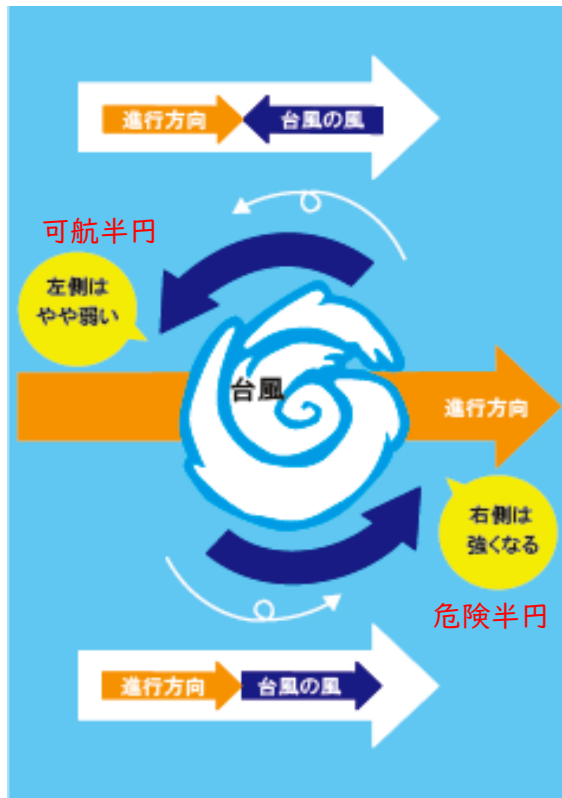 進行方向 台風の風
可航半円
左側は
やや弱い
台風
進行方向
右側は
強くなる
危険半円
進行方向 台風の風